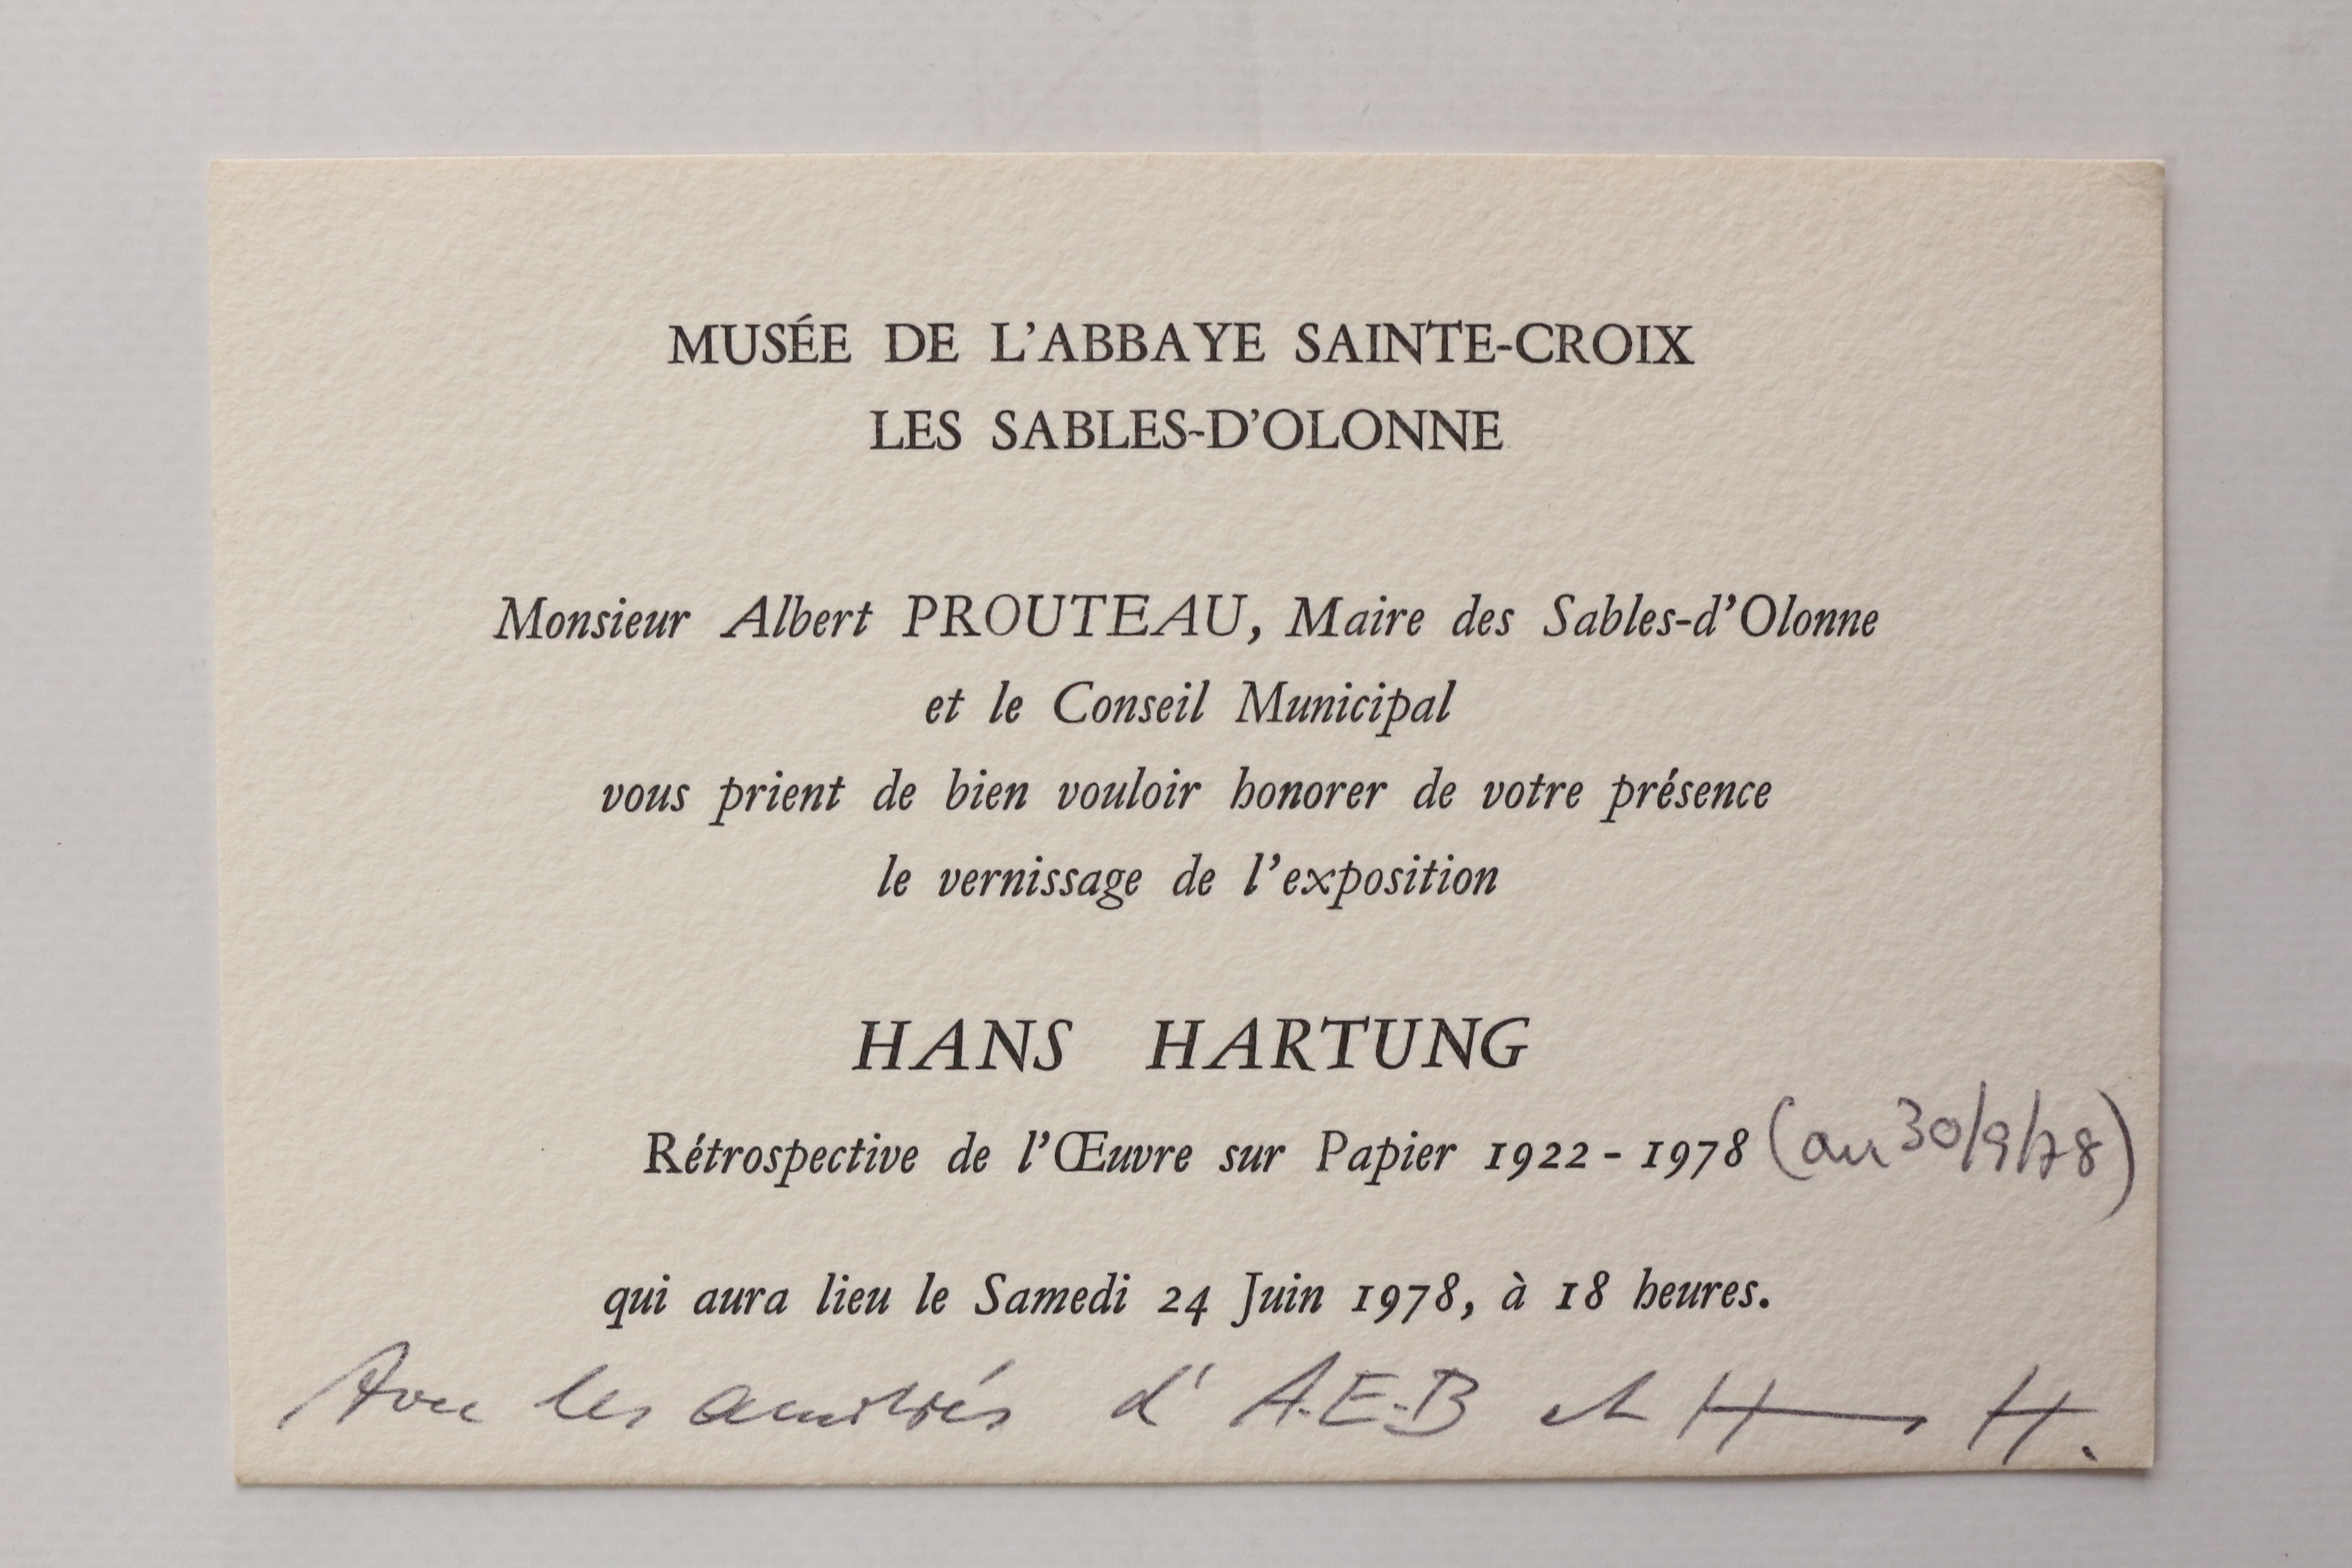 MUSÉE DE L'ABBAYE SAINTE-CROIX
LES SABLES-D'OLONNE
Monsieur Albert PROUTEAU, Maire des Sables-d'Olonne
et le Conseil Municipal
vous prient de bien vouloir honorer de votre présence
le vernissage de l'exposition
HANS HARTUNG
Rétrospective de l'Œuvre sur Papier 1922 - 1978 (au 30/9/78)
qui aura lieu le Samedi 24 Juin 1978, à 18 heures.
Avec les amitiés d' A.E.B et H H.